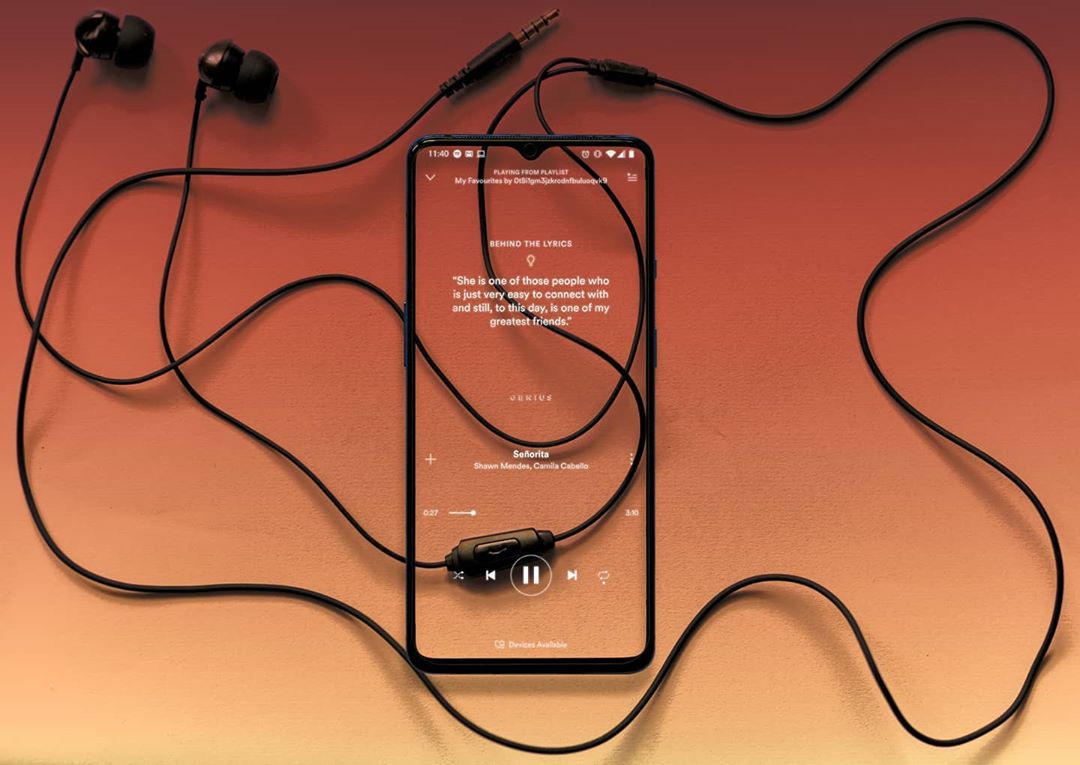 11:40
PLAYING FROM PLAYLIST
My Favourites by 0t8i1gm3jzkrcdnfbuluoqvk9
BEHIND THE LYRICS
“She is one of those people who
is just very easy to connect with
and still, to this day, is one of my
greatest friends.”
GENIUS
Señorita
Shawn Mendes, Camila Cabello
0:27
3:10
Devices Available